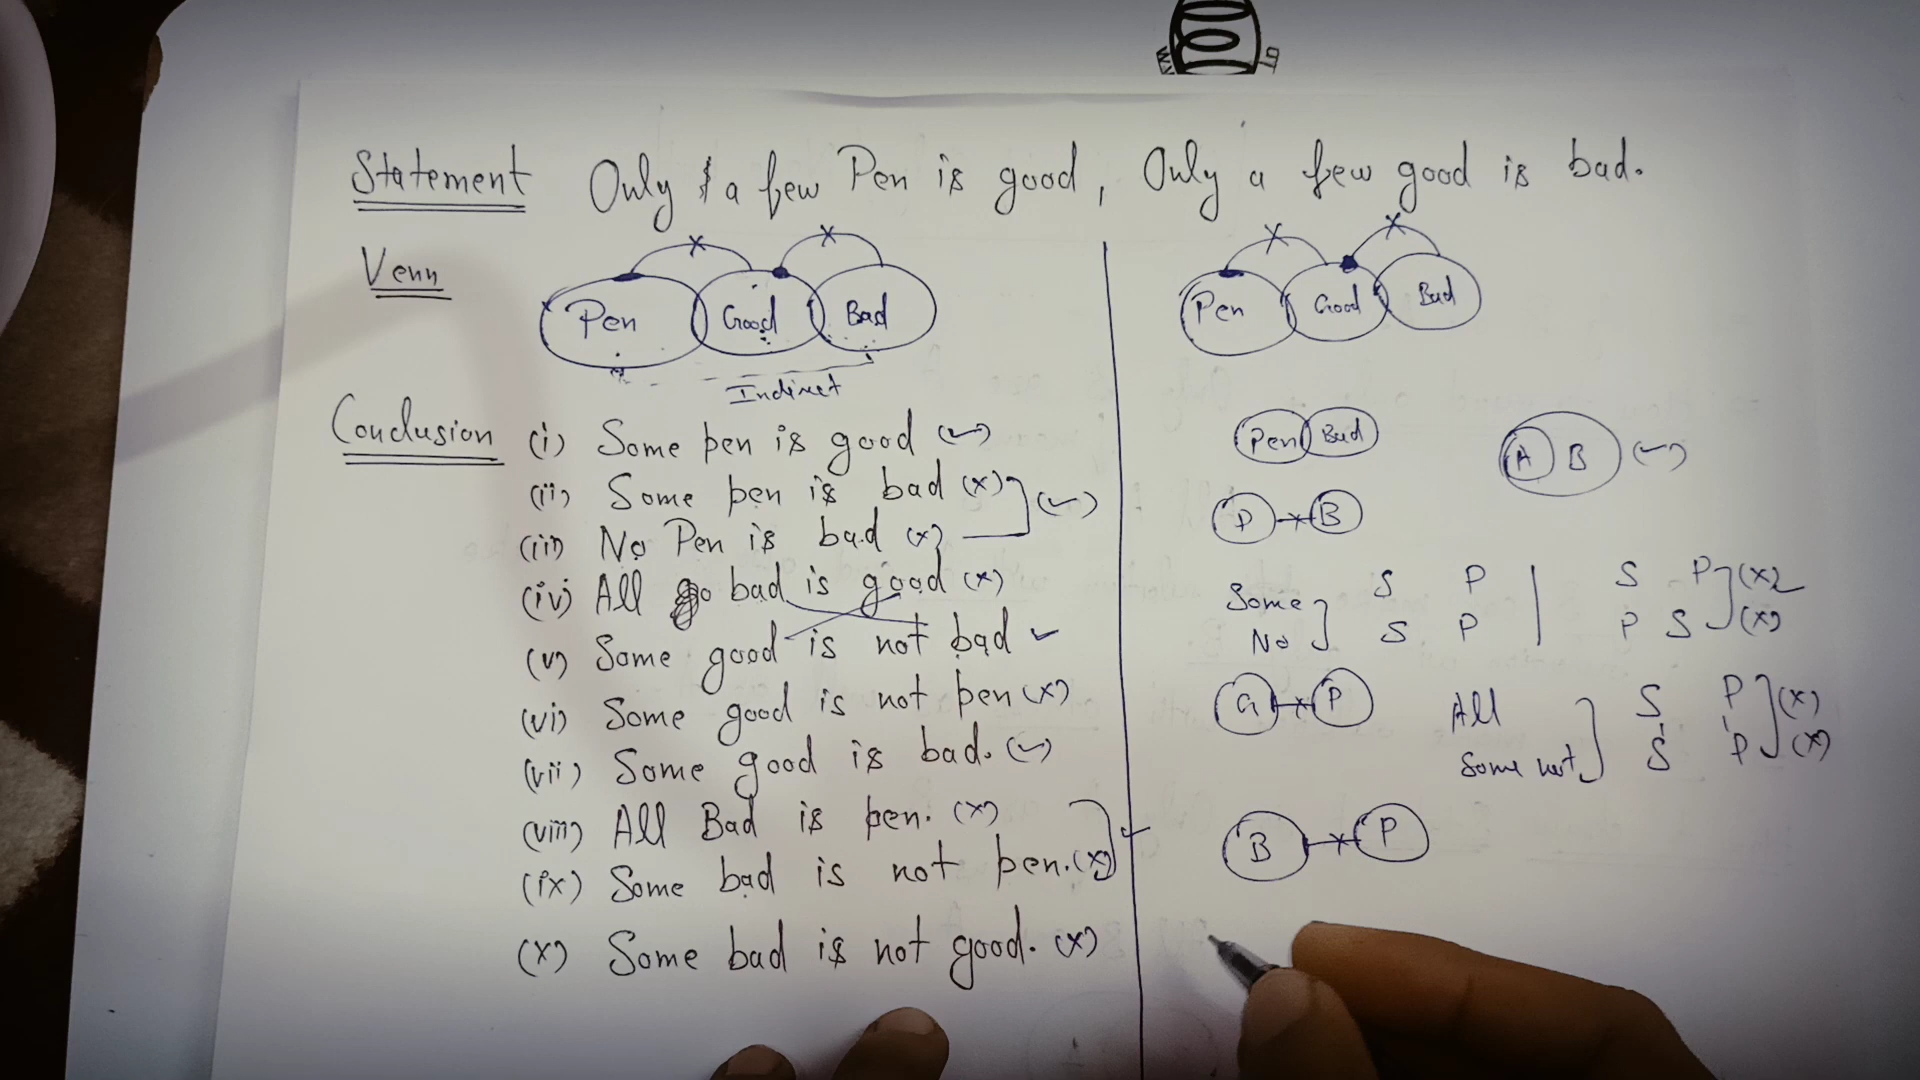 Statement Only a few Pen is good, Only a few good is bad.
Venn
Pen Good Bad
Indirect
Pen Good Bad
Conclusion (i) Some pen is good (✓)
(ii) Some pen is bad (x)
(✓)
(iii) No Pen is bad (x)
(iv) All bad is good (x)
(v) Some good is not bad ✓
(vi) Some good is not pen (x)
(vii) Some good is bad. (✓)
(viii) All Bad is pen. (x)
(ix) Some bad is not pen. (x)
(x) Some bad is not good. (x)
Pen Bad
A B (✓)
P x B
Some S P S P (x)
No S P P S (x)
G x P
All S P (x)
Some not S P (x)
B x P